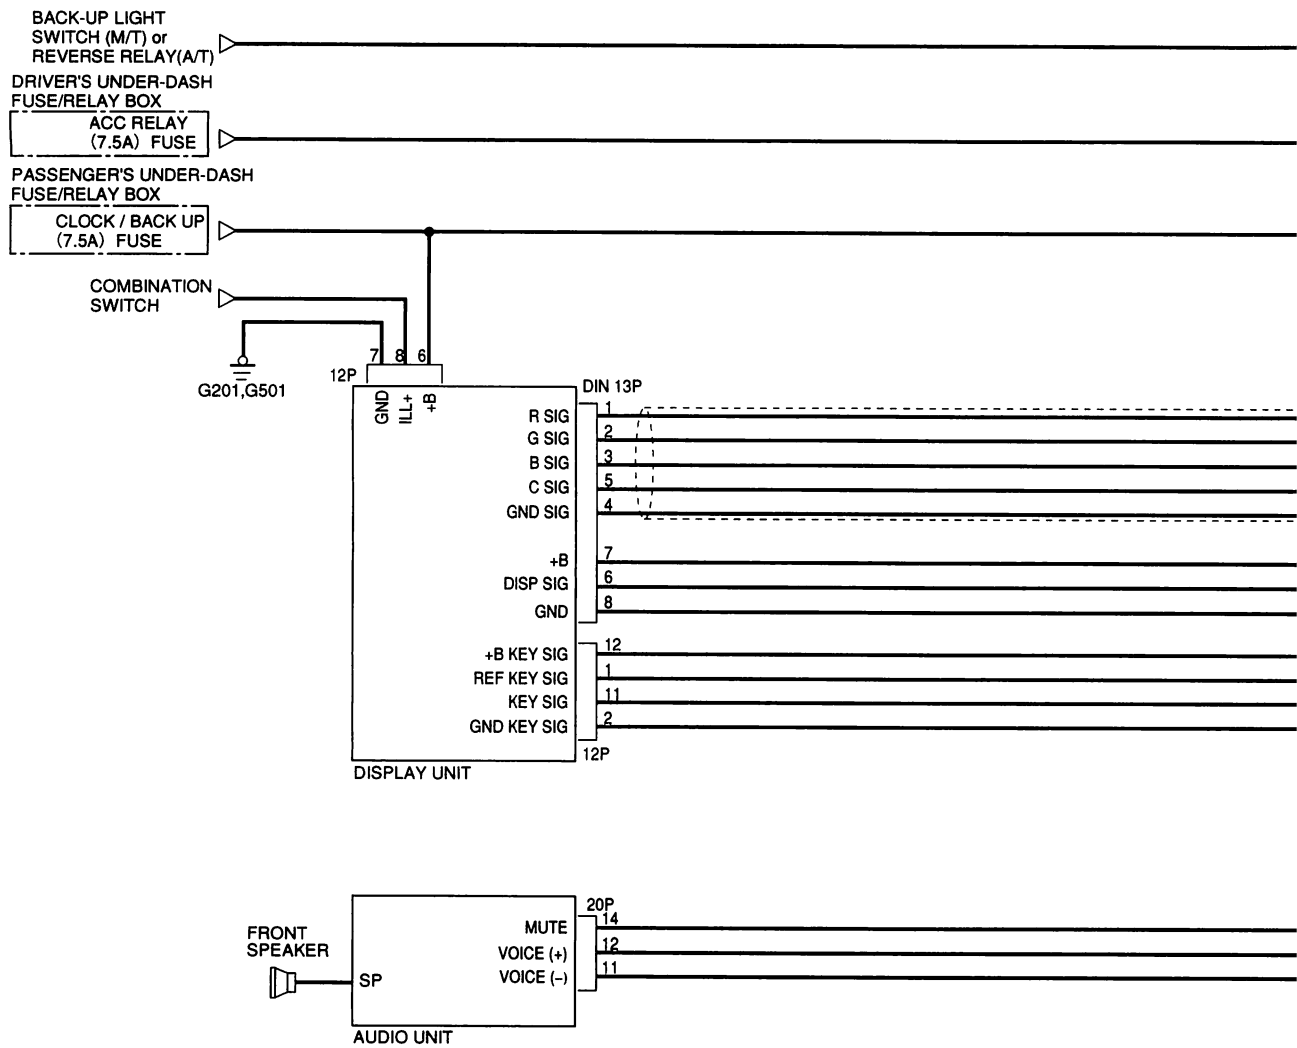 BACK-UP LIGHT
SWITCH (M/T) or
REVERSE RELAY(A/T)
DRIVER'S UNDER-DASH
FUSE/RELAY BOX
ACC RELAY
(7.5A) FUSE
PASSENGER'S UNDER-DASH
FUSE/RELAY BOX
CLOCK / BACK UP
(7.5A) FUSE
COMBINATION
SWITCH
G201,G501
12P
7 8 6
GND ILL+ +B
DIN 13P
R SIG 1
G SIG 2
B SIG 3
C SIG 5
GND SIG 4
+B 7
DISP SIG 6
GND 8
+B KEY SIG 12
REF KEY SIG 1
KEY SIG 11
GND KEY SIG 2
12P
DISPLAY UNIT
20P
MUTE 14
VOICE (+) 12
VOICE (−) 11
FRONT
SPEAKER
SP
AUDIO UNIT